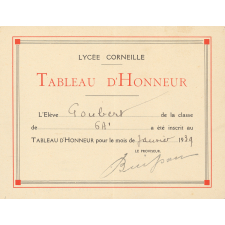 LYCÉE CORNEILLE
TABLEAU D'HONNEUR
L'Elève Goubert de la classe
de 6A¹ a été inscrit au
TABLEAU D'HONNEUR pour le mois de Janvier 1939
LE PROVISEUR,